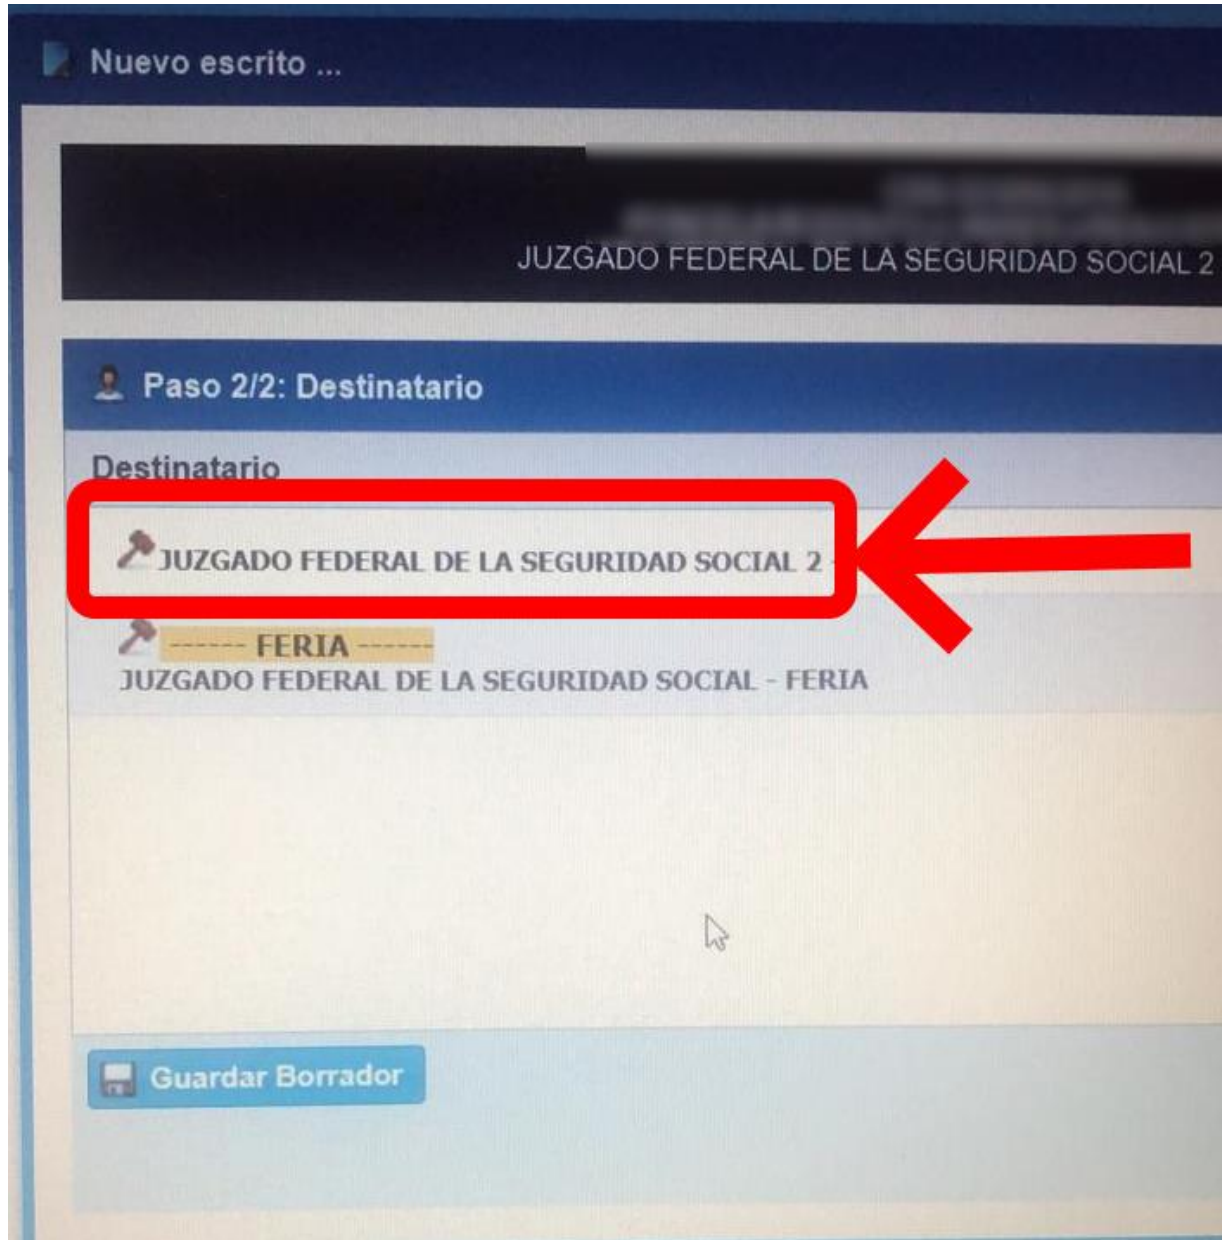 Nuevo escrito ...
JUZGADO FEDERAL DE LA SEGURIDAD SOCIAL 2
Paso 2/2: Destinatario
Destinatario
JUZGADO FEDERAL DE LA SEGURIDAD SOCIAL 2 -
------ FERIA ------
JUZGADO FEDERAL DE LA SEGURIDAD SOCIAL - FERIA
Guardar Borrador